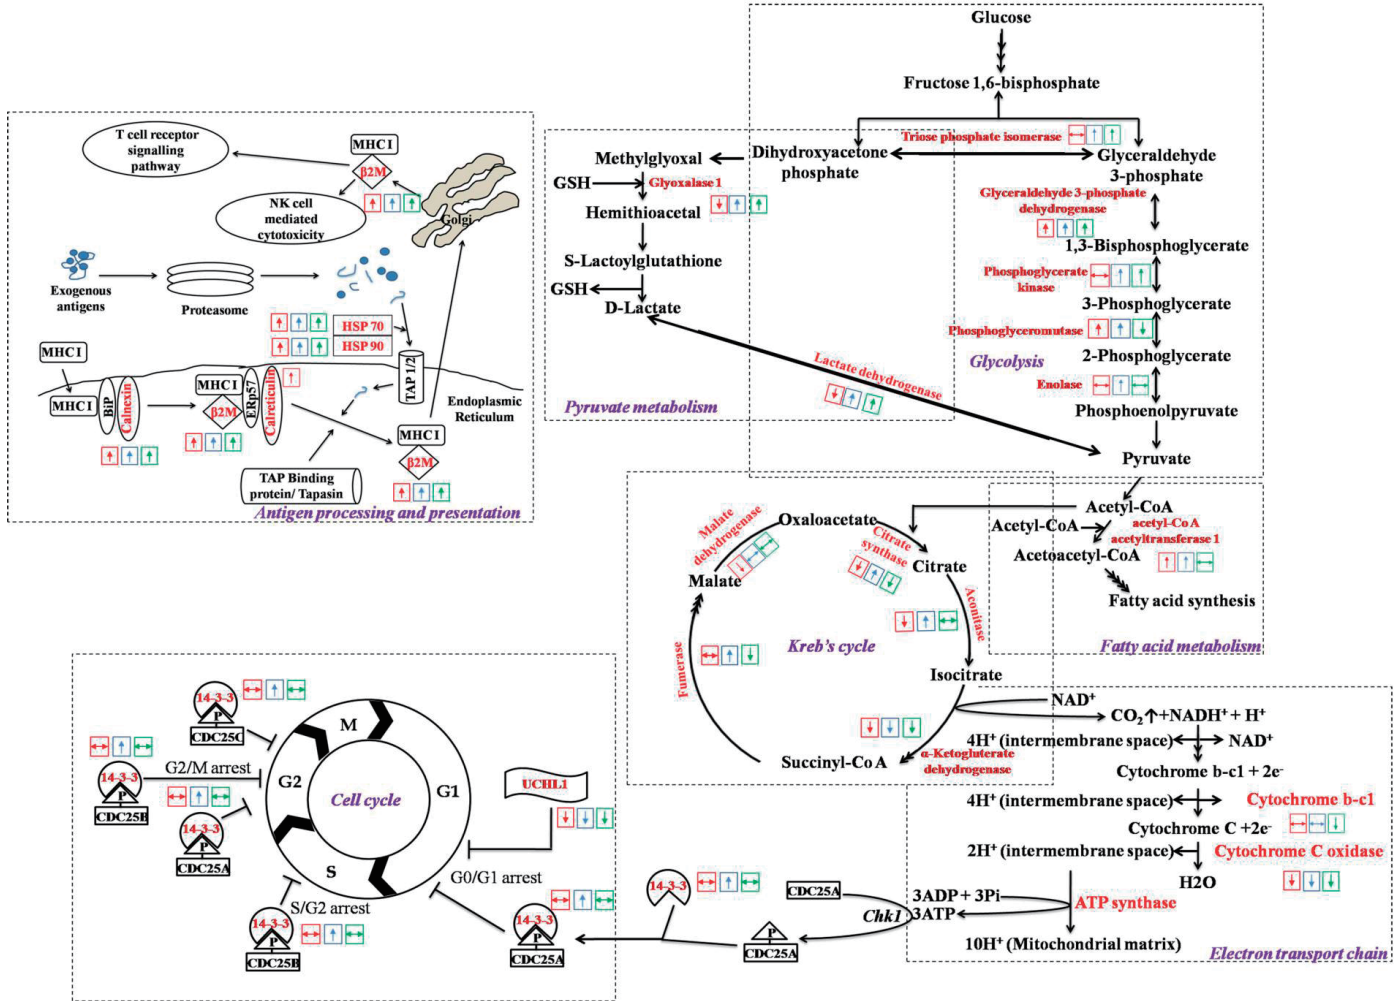 Glucose
Fructose 1,6-bisphosphate
Triose phosphate isomerase
Dihydroxyacetone
phosphate
Glyceraldehyde
3-phosphate
Glyceraldehyde 3-phosphate
dehydrogenase
1,3-Bisphosphoglycerate
Phosphoglycerate
kinase
3-Phosphoglycerate
Phosphoglyceromutase
2-Phosphoglycerate
Glycolysis
Enolase
Phosphoenolpyruvate
Pyruvate
Methylglyoxal
GSH
Glyoxalase 1
Hemithioacetal
S-Lactoylglutathione
GSH
D-Lactate
Lactate dehydrogenase
Pyruvate metabolism
T cell receptor
signalling
pathway
MHC I
β2M
NK cell
mediated
cytotoxicity
Golgi
Exogenous
antigens
Proteasome
HSP 70
HSP 90
MHC I
MHC I
BiP
Calnexin
MHC I
β2M
ERp57
Calreticulin
TAP 1/2
Endoplasmic
Reticulum
MHC I
β2M
TAP Binding
protein/ Tapasin
Antigen processing and presentation
Acetyl-CoA
Acetyl-CoA
acetyl-CoA
acetyltransferase 1
Acetoacetyl-CoA
Fatty acid synthesis
Fatty acid metabolism
Oxaloacetate
Malate
dehydrogenase
Citrate
synthase
Citrate
Malate
Aconitase
Kreb's cycle
Fumerase
Isocitrate
α-Ketogluterate
dehydrogenase
Succinyl-CoA
NAD+
CO2↑+NADH+ + H+
4H+ (intermembrane space)
NAD+
Cytochrome b-c1 + 2e-
4H+ (intermembrane space)
Cytochrome b-c1
Cytochrome C +2e-
2H+ (intermembrane space)
Cytochrome C oxidase
H2O
3ADP + 3Pi
ATP synthase
3ATP
10H+ (Mitochondrial matrix)
Electron transport chain
14-3-3
P
CDC25C
14-3-3
P
CDC25B
G2/M arrest
14-3-3
P
CDC25A
M
G2
G1
S
Cell cycle
UCHL1
G0/G1 arrest
S/G2 arrest
14-3-3
P
CDC25B
14-3-3
P
CDC25A
14-3-3
CDC25A
Chk1
P
CDC25A